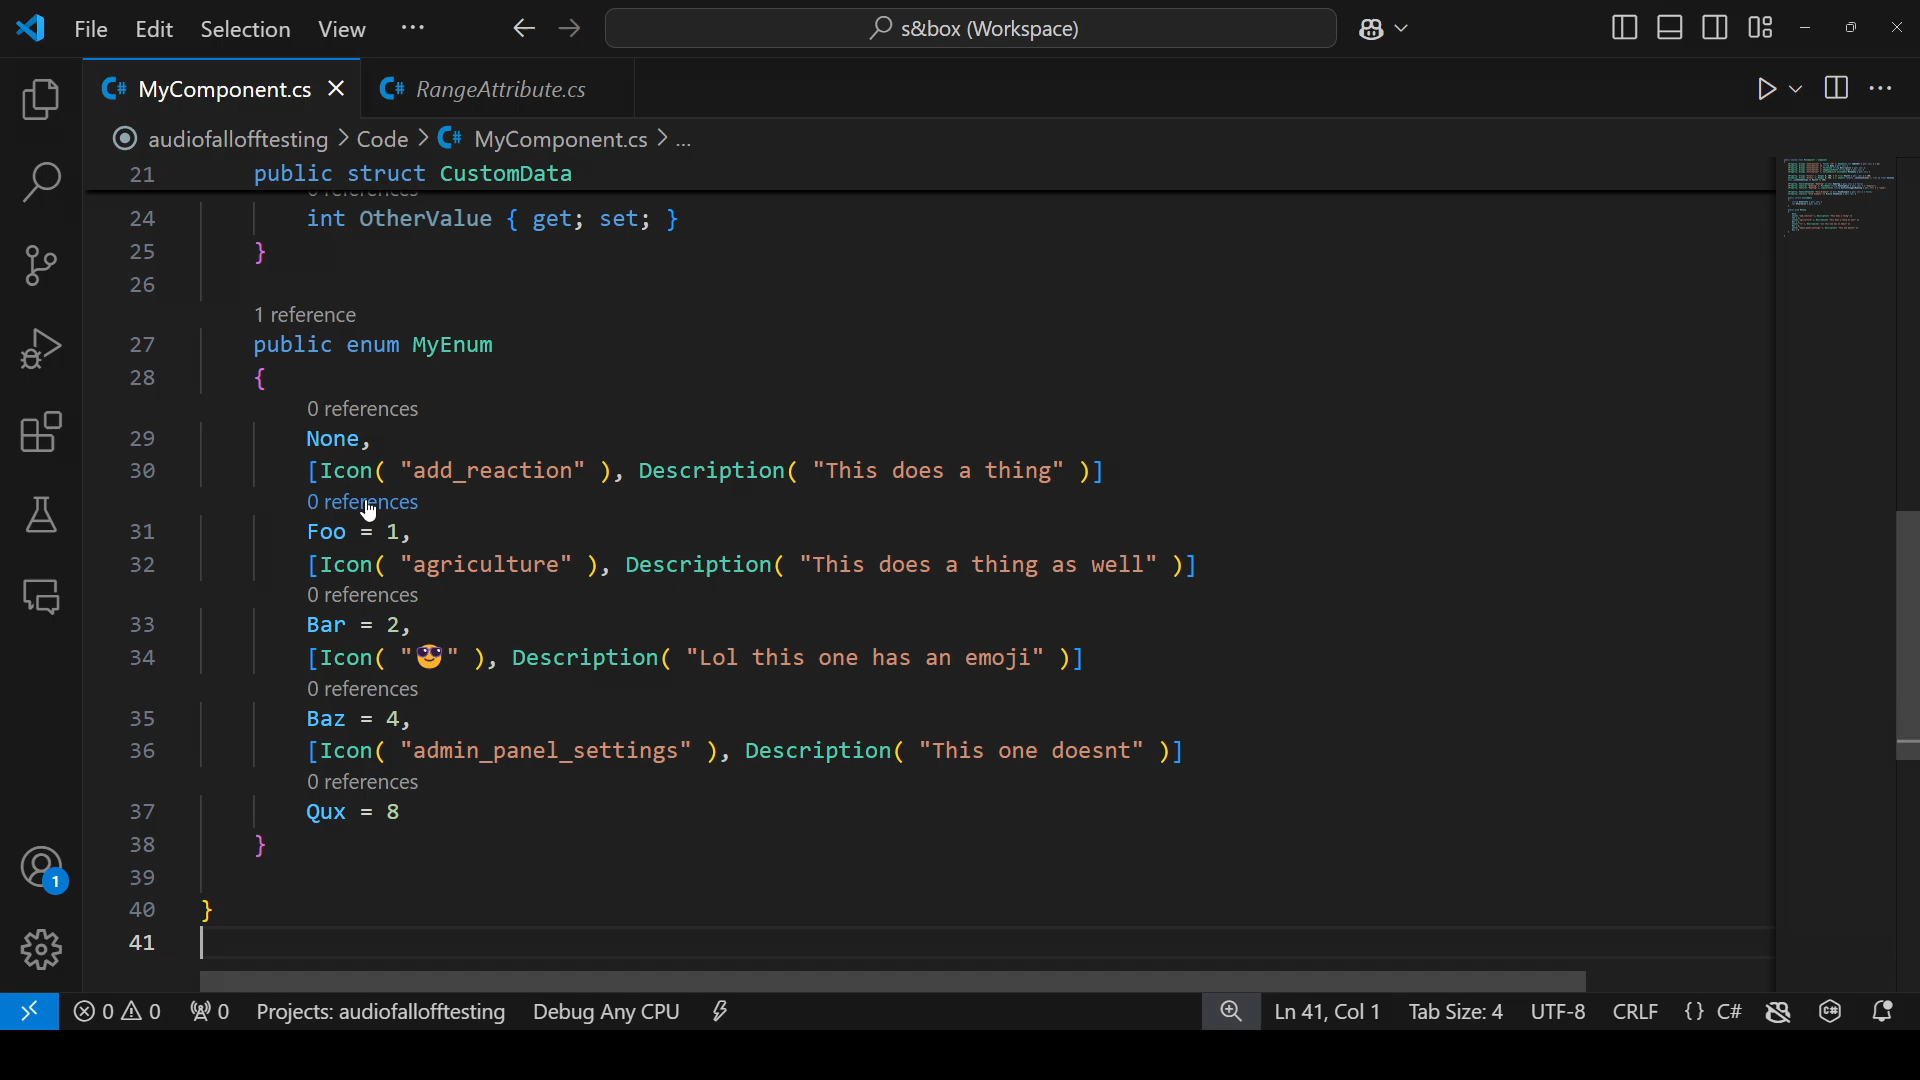 File Edit Selection View ··· s&box (Workspace)
MyComponent.cs RangeAttribute.cs
audiofallofftesting > Code > MyComponent.cs > ...
21 public struct CustomData
24 int OtherValue { get; set; }
25 }
26
1 reference
27 public enum MyEnum
28 {
0 references
29 None,
30 [Icon( "add_reaction" ), Description( "This does a thing" )]
0 references
31 Foo = 1,
32 [Icon( "agriculture" ), Description( "This does a thing as well" )]
0 references
33 Bar = 2,
34 [Icon( "😎" ), Description( "Lol this one has an emoji" )]
0 references
35 Baz = 4,
36 [Icon( "admin_panel_settings" ), Description( "This one doesnt" )]
0 references
37 Qux = 8
38 }
39
40 }
41
1
0 0 0 Projects: audiofallofftesting Debug Any CPU Ln 41, Col 1 Tab Size: 4 UTF-8 CRLF {} C#